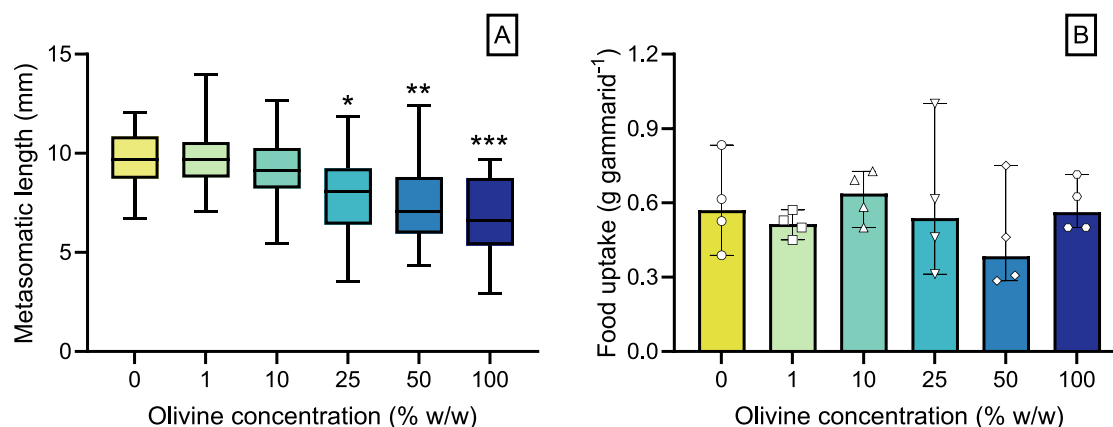 A
Metasomatic length (mm)
15
10
5
0
*
**
***
0 1 10 25 50 100
Olivine concentration (% w/w)
B
Food uptake (g gammarid⁻¹)
1.2
0.9
0.6
0.3
0.0
0 1 10 25 50 100
Olivine concentration (% w/w)